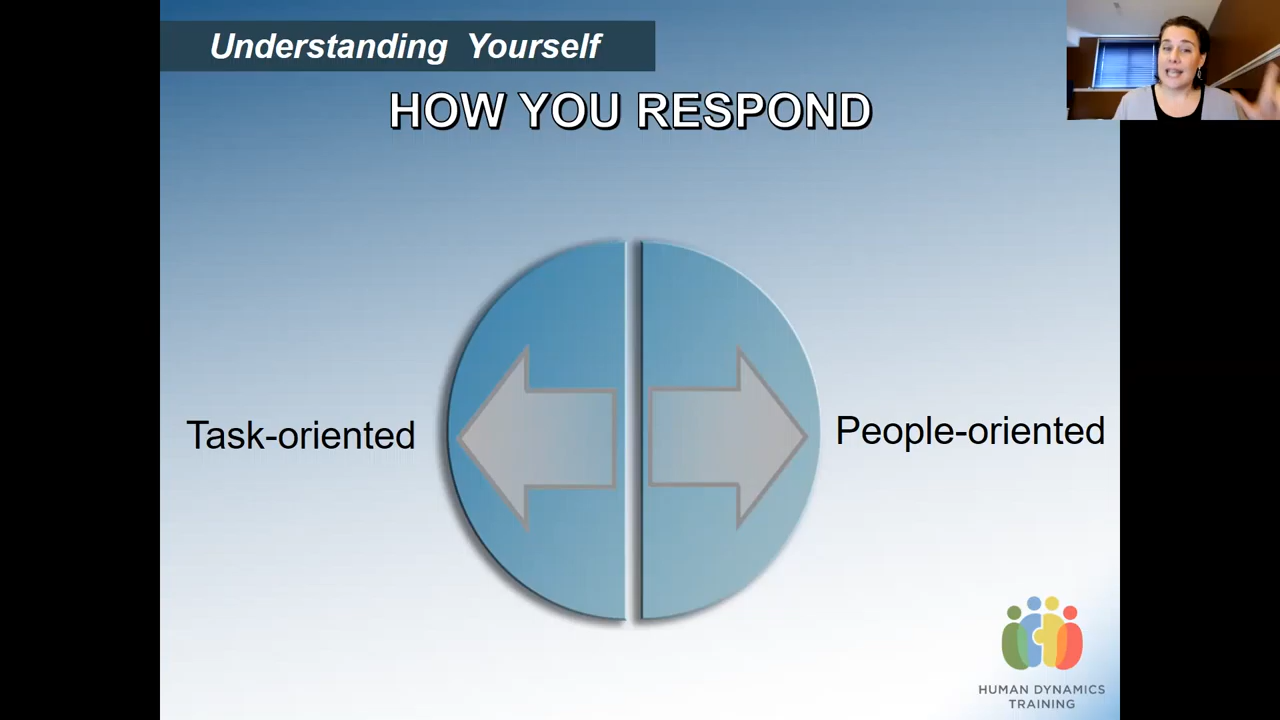 Understanding Yourself
HOW YOU RESPOND
Task-oriented
People-oriented
HUMAN DYNAMICS
TRAINING